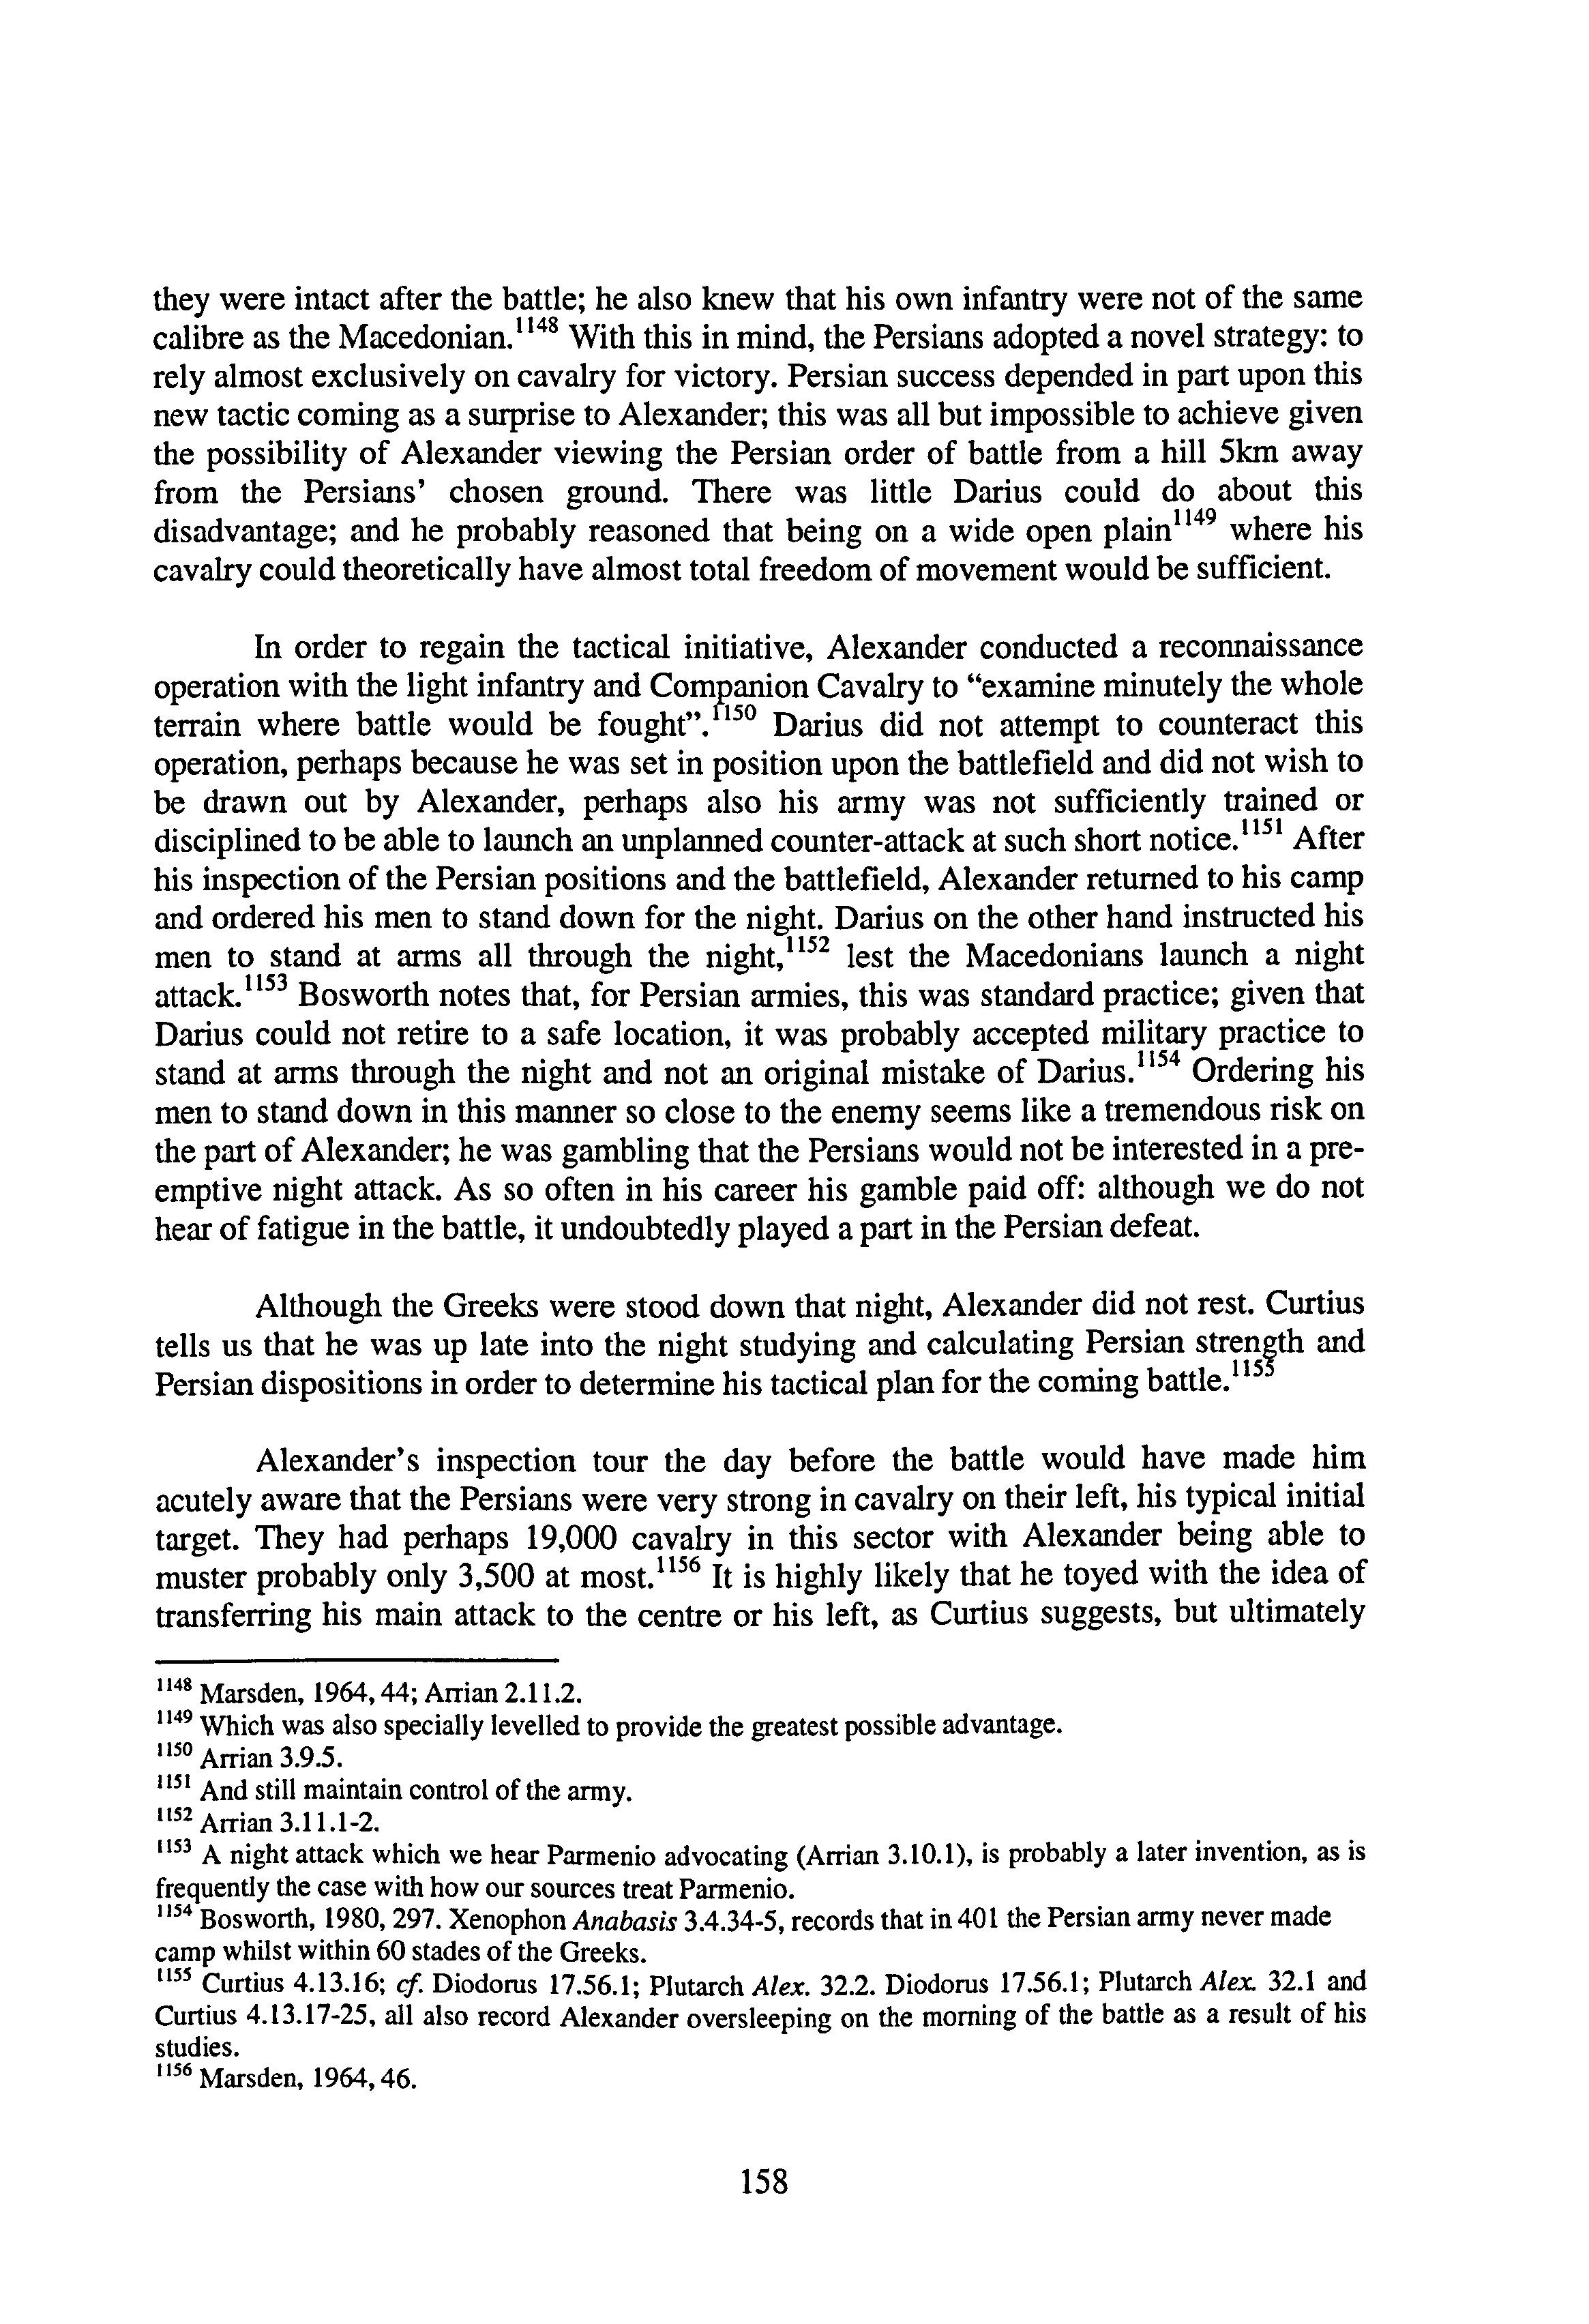 they were intact after the battle; he also knew that his own infantry were not of the same
calibre as the Macedonian.1148 With this in mind, the Persians adopted a novel strategy: to
rely almost exclusively on cavalry for victory. Persian success depended in part upon this
new tactic coming as a surprise to Alexander; this was all but impossible to achieve given
the possibility of Alexander viewing the Persian order of battle from a hill 5km away
from the Persians' chosen ground. There was little Darius could do about this
disadvantage; and he probably reasoned that being on a wide open plain1149 where his
cavalry could theoretically have almost total freedom of movement would be sufficient.
In order to regain the tactical initiative, Alexander conducted a reconnaissance
operation with the light infantry and Companion Cavalry to "examine minutely the whole
terrain where battle would be fought".1150 Darius did not attempt to counteract this
operation, perhaps because he was set in position upon the battlefield and did not wish to
be drawn out by Alexander, perhaps also his army was not sufficiently trained or
disciplined to be able to launch an unplanned counter-attack at such short notice.1151 After
his inspection of the Persian positions and the battlefield, Alexander returned to his camp
and ordered his men to stand down for the night. Darius on the other hand instructed his
men to stand at arms all through the night,1152 lest the Macedonians launch a night
attack.1153 Bosworth notes that, for Persian armies, this was standard practice; given that
Darius could not retire to a safe location, it was probably accepted military practice to
stand at arms through the night and not an original mistake of Darius.1154 Ordering his
men to stand down in this manner so close to the enemy seems like a tremendous risk on
the part of Alexander; he was gambling that the Persians would not be interested in a pre-
emptive night attack. As so often in his career his gamble paid off: although we do not
hear of fatigue in the battle, it undoubtedly played a part in the Persian defeat.
Although the Greeks were stood down that night, Alexander did not rest. Curtius
tells us that he was up late into the night studying and calculating Persian strength and
Persian dispositions in order to determine his tactical plan for the coming battle.1155
Alexander's inspection tour the day before the battle would have made him
acutely aware that the Persians were very strong in cavalry on their left, his typical initial
target. They had perhaps 19,000 cavalry in this sector with Alexander being able to
muster probably only 3,500 at most.1156 It is highly likely that he toyed with the idea of
transferring his main attack to the centre or his left, as Curtius suggests, but ultimately
1148 Marsden, 1964, 44; Arrian 2.11.2.
1149 Which was also specially levelled to provide the greatest possible advantage.
1150 Arrian 3.9.5.
1151 And still maintain control of the army.
1152 Arrian 3.11.1-2.
1153 A night attack which we hear Parmenio advocating (Arrian 3.10.1), is probably a later invention, as is
frequently the case with how our sources treat Parmenio.
1154 Bosworth, 1980, 297. Xenophon Anabasis 3.4.34-5, records that in 401 the Persian army never made
camp whilst within 60 stades of the Greeks.
1155 Curtius 4.13.16; cf. Diodorus 17.56.1; Plutarch Alex. 32.2. Diodorus 17.56.1; Plutarch Alex. 32.1 and
Curtius 4.13.17-25, all also record Alexander oversleeping on the morning of the battle as a result of his
studies.
1156 Marsden, 1964, 46.
158